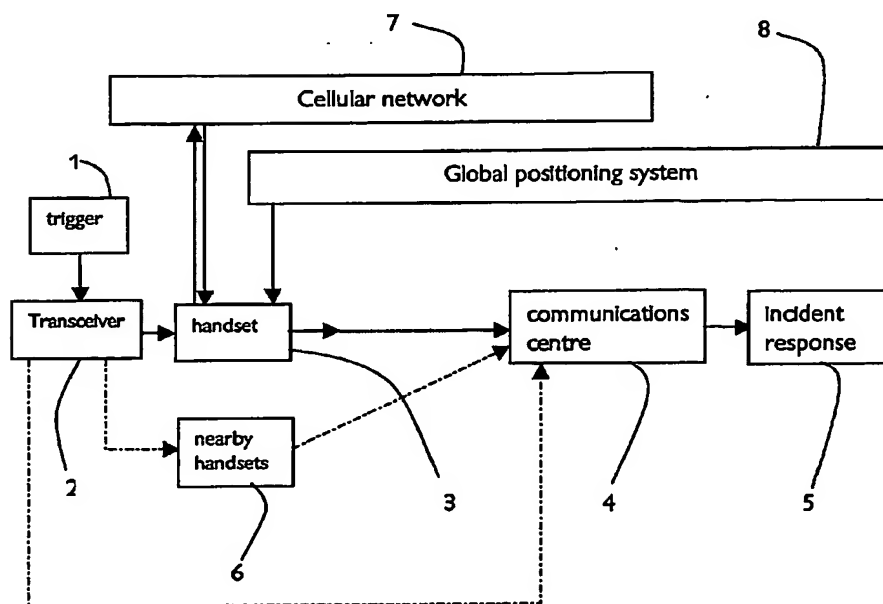 7
8
Cellular network
1
Global positioning system
trigger
Transceiver
handset
communications
centre
incident
response
nearby
handsets
2
3
4
5
6